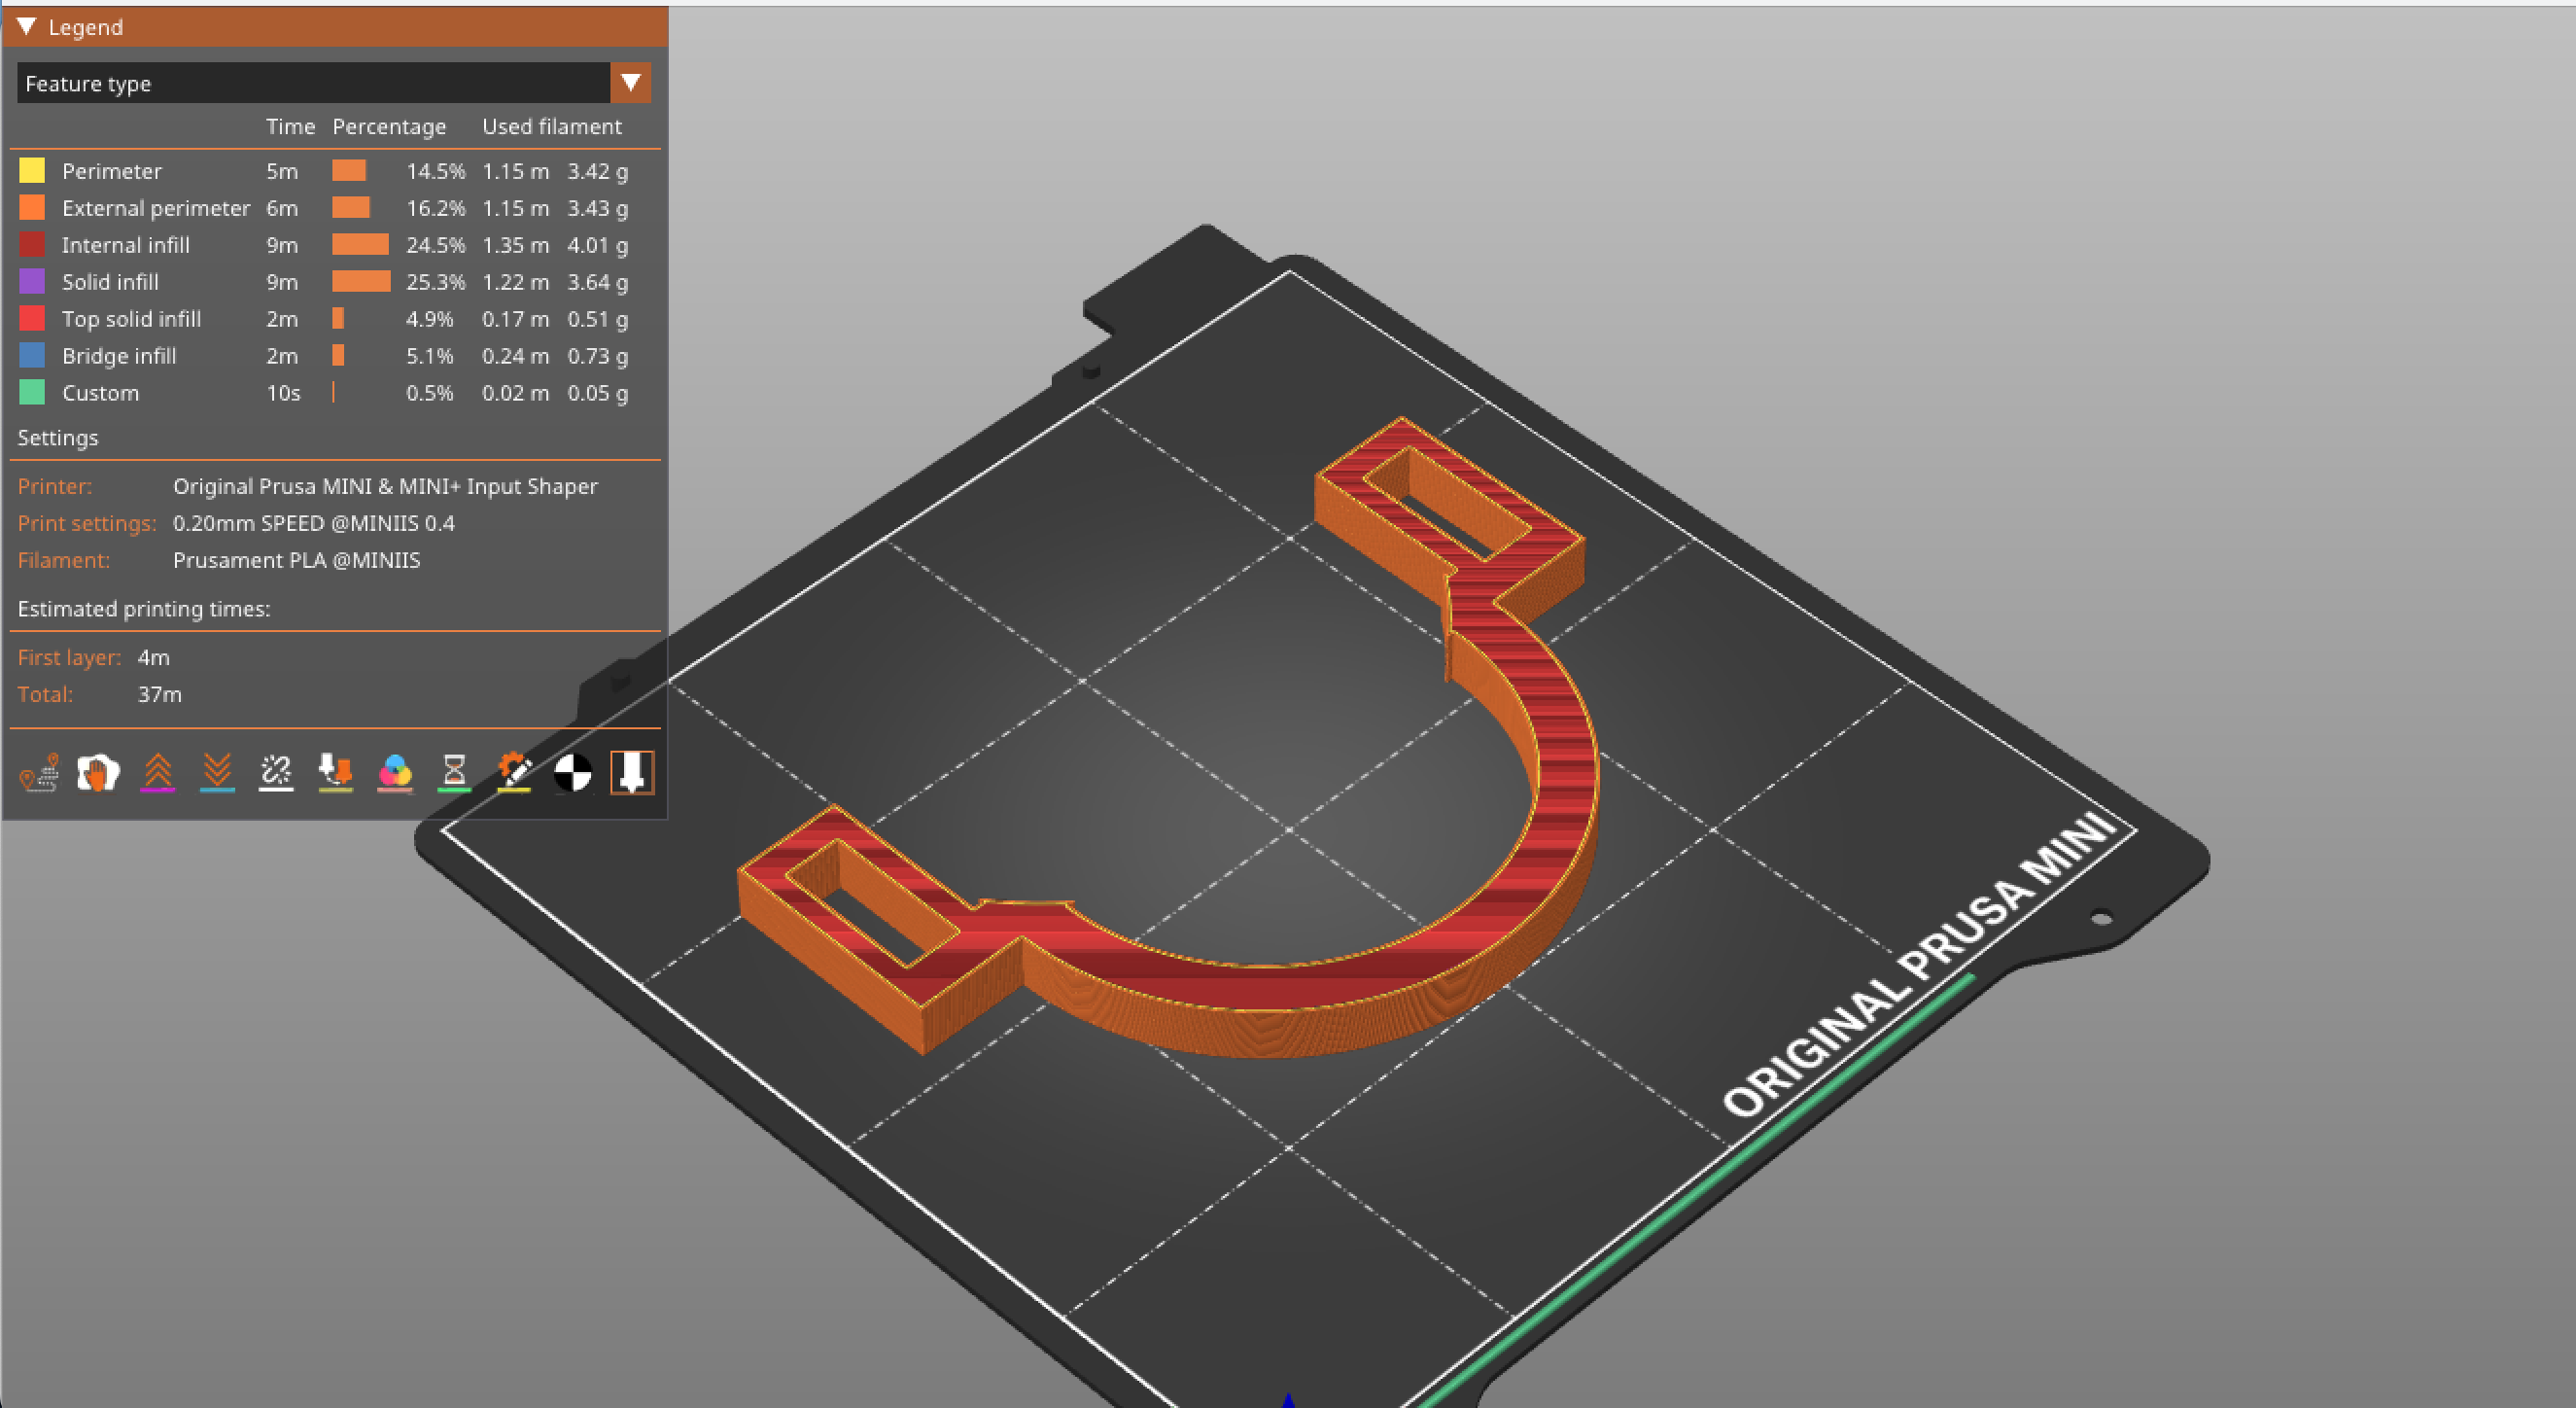 Legend
Feature type
Time Percentage Used filament
Perimeter 5m 14.5% 1.15 m 3.42 g
External perimeter 6m 16.2% 1.15 m 3.43 g
Internal infill 9m 24.5% 1.35 m 4.01 g
Solid infill 9m 25.3% 1.22 m 3.64 g
Top solid infill 2m 4.9% 0.17 m 0.51 g
Bridge infill 2m 5.1% 0.24 m 0.73 g
Custom 10s 0.5% 0.02 m 0.05 g
Settings
Printer: Original Prusa MINI & MINI+ Input Shaper
Print settings: 0.20mm SPEED @MINIIS 0.4
Filament: Prusament PLA @MINIIS
Estimated printing times:
First layer: 4m
Total: 37m
ORIGINAL PRUSA MINI